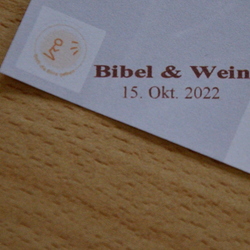 Bibel & Wein
15. Okt. 2022